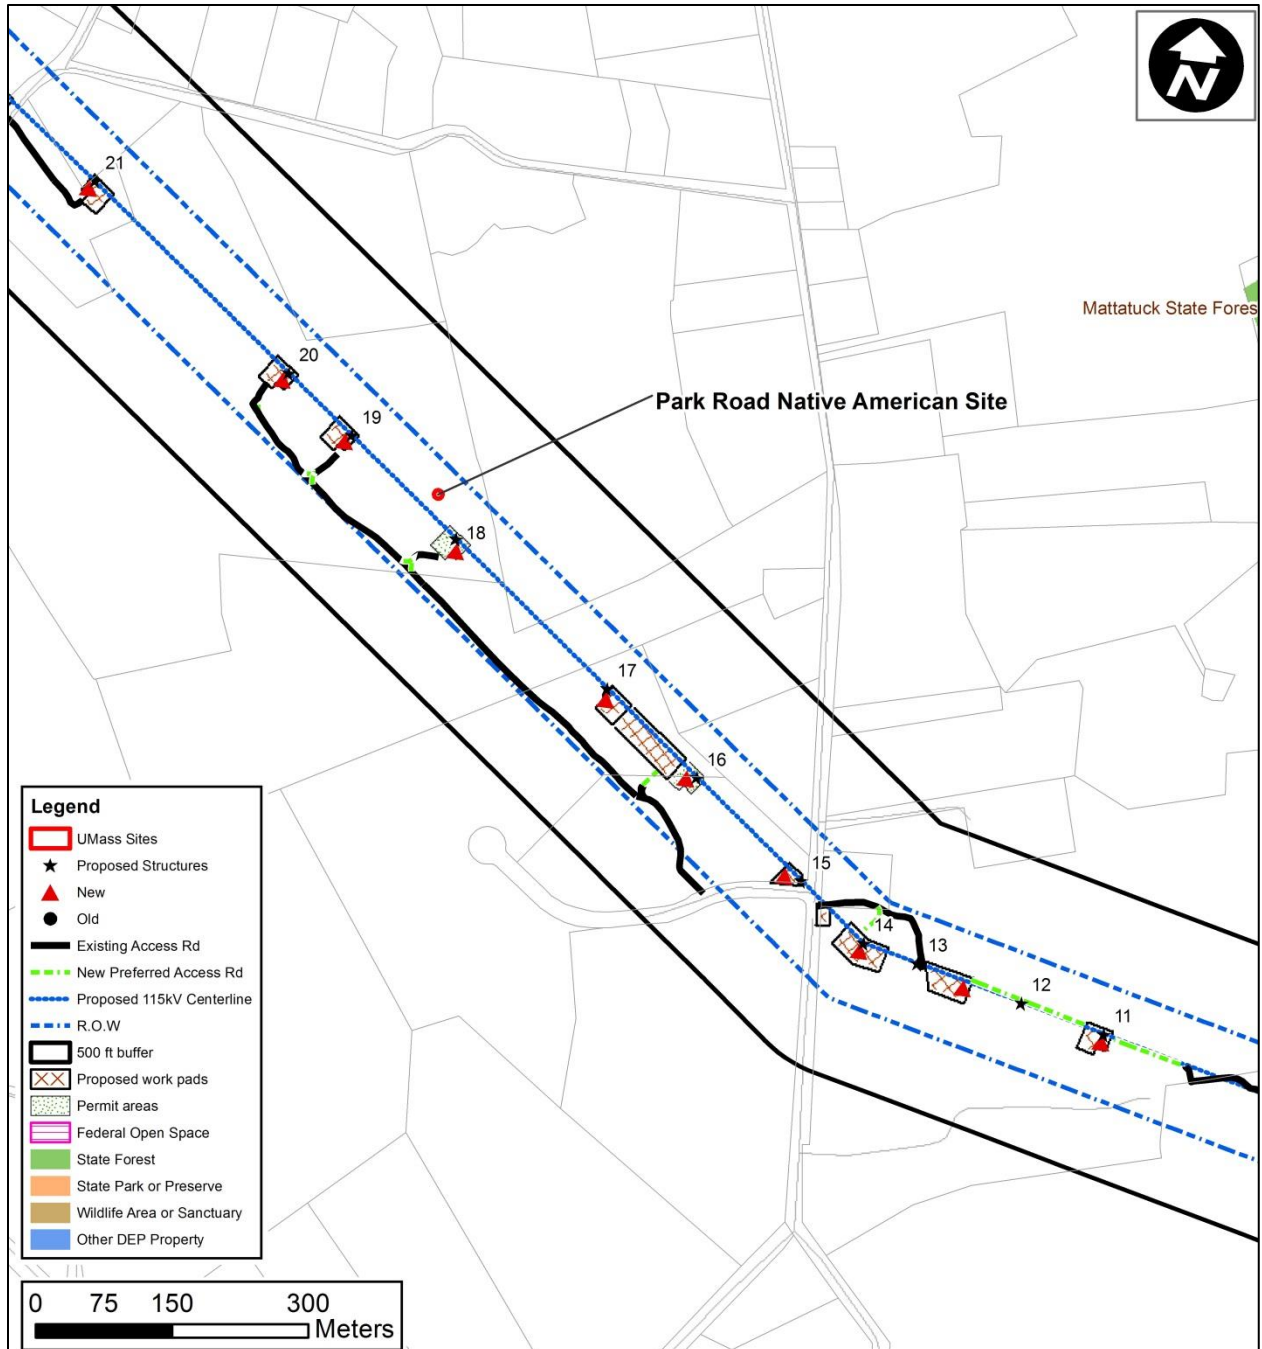 N
21
Mattatuck State Fores
20
Park Road Native American Site
19
18
17
16
15
14
13
12
11
Legend
UMass Sites
Proposed Structures
New
Old
Existing Access Rd
New Preferred Access Rd
Proposed 115kV Centerline
R.O.W
500 ft buffer
Proposed work pads
Permit areas
Federal Open Space
State Forest
State Park or Preserve
Wildlife Area or Sanctuary
Other DEP Property
0 75 150 300
Meters